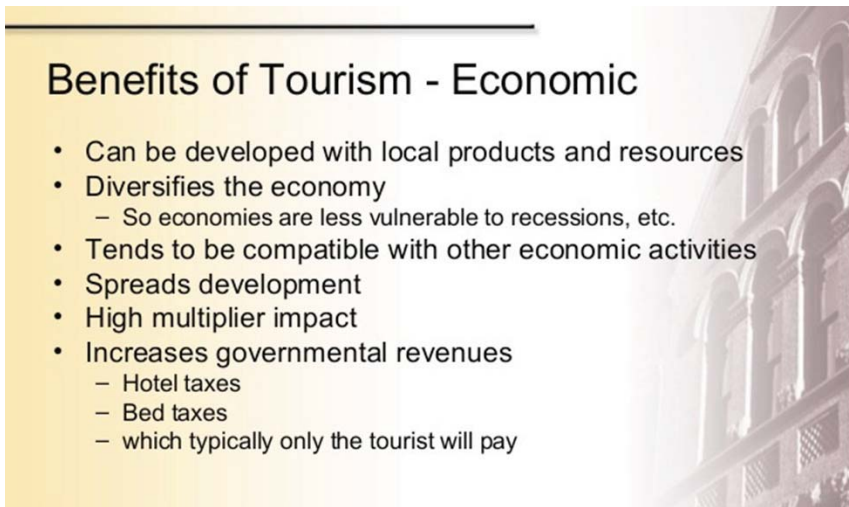 Benefits of Tourism - Economic
• Can be developed with local products and resources
• Diversifies the economy
– So economies are less vulnerable to recessions, etc.
• Tends to be compatible with other economic activities
• Spreads development
• High multiplier impact
• Increases governmental revenues
– Hotel taxes
– Bed taxes
– which typically only the tourist will pay